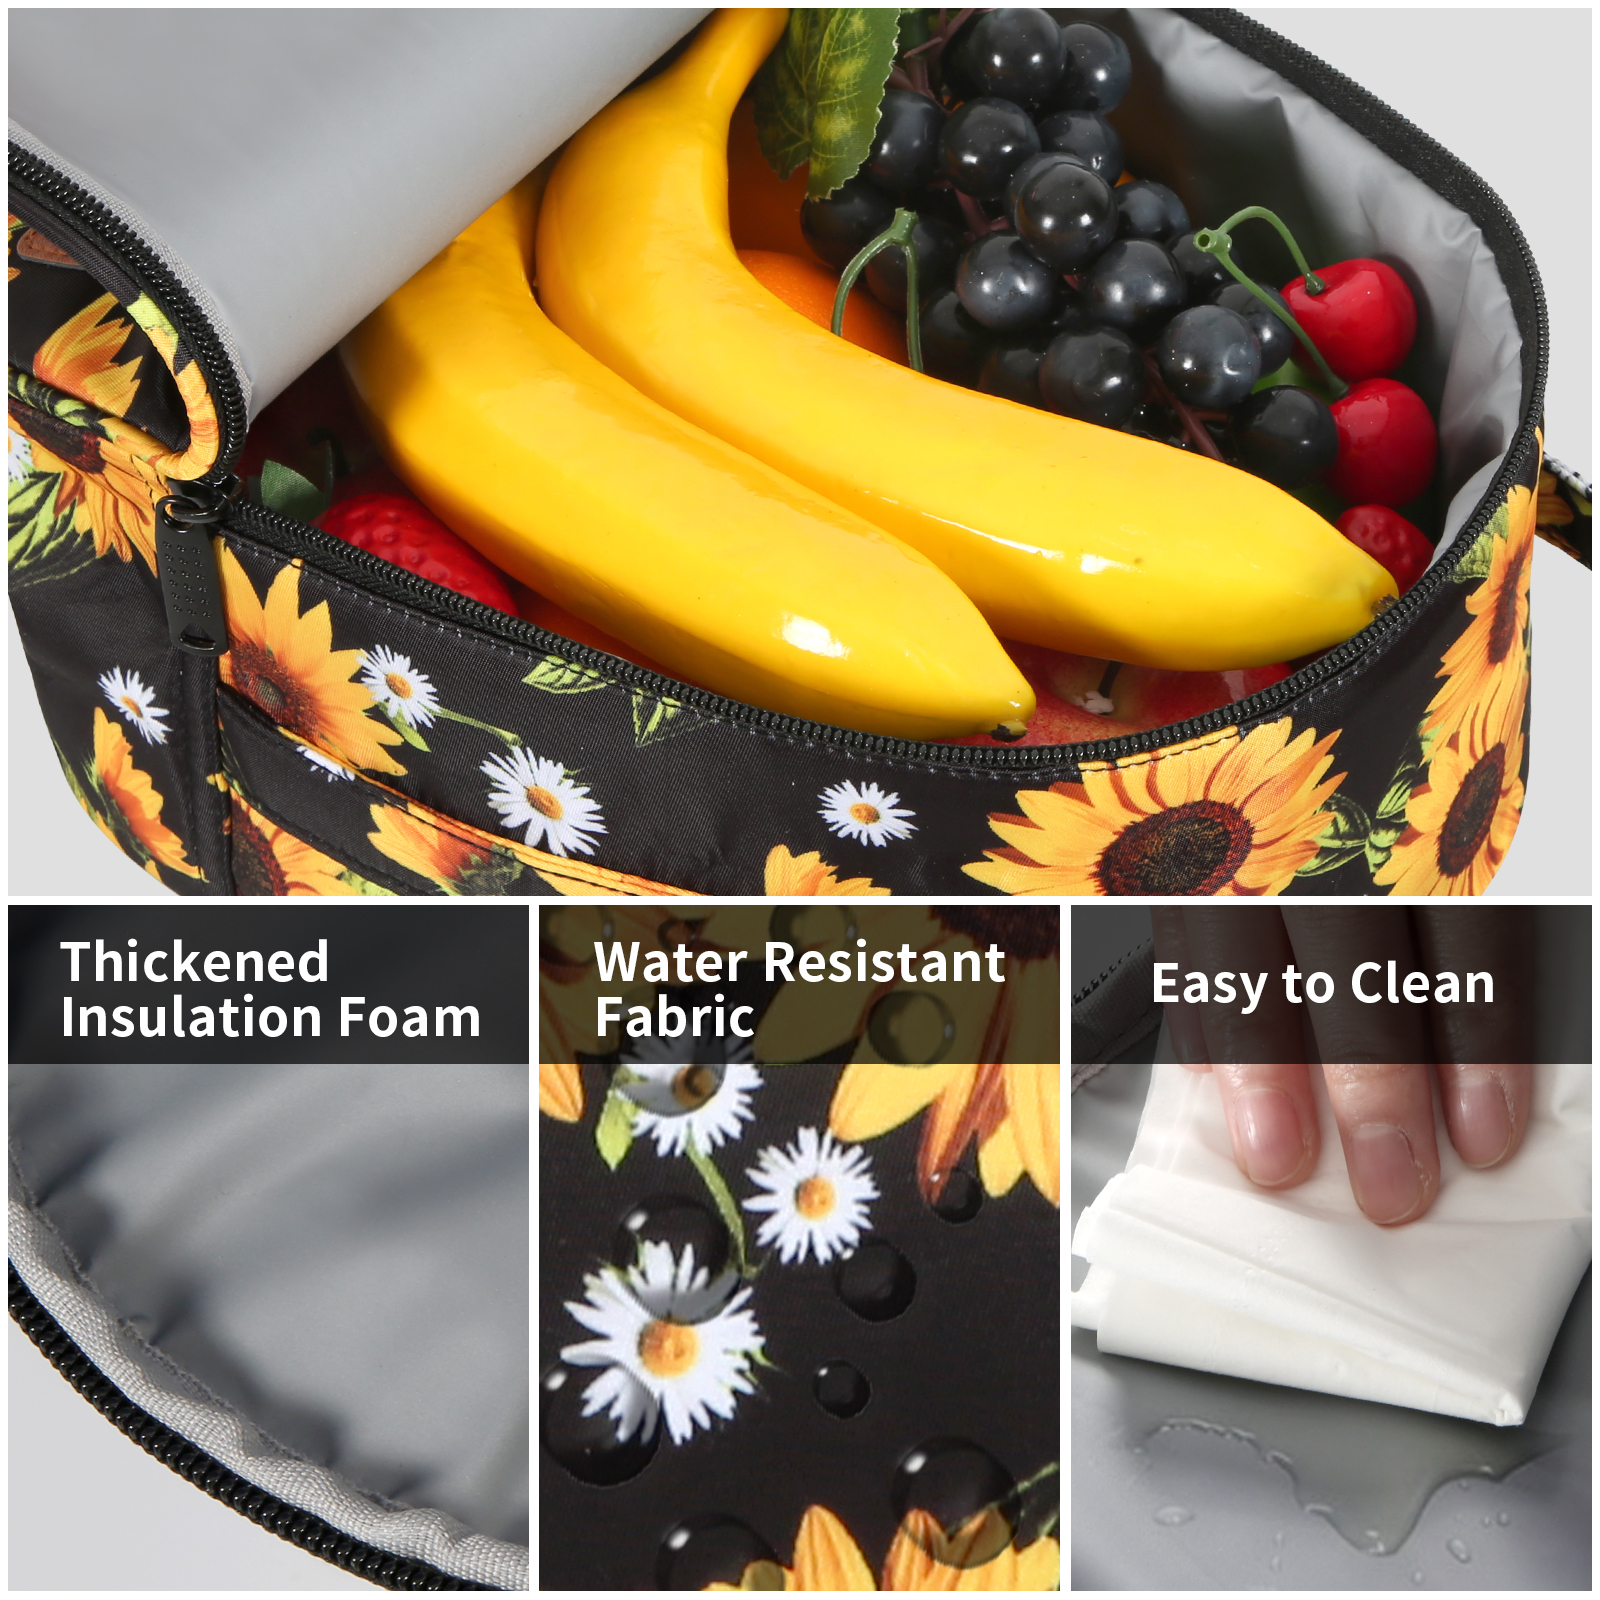 Thickened
Insulation Foam
Water Resistant
Fabric
Easy to Clean